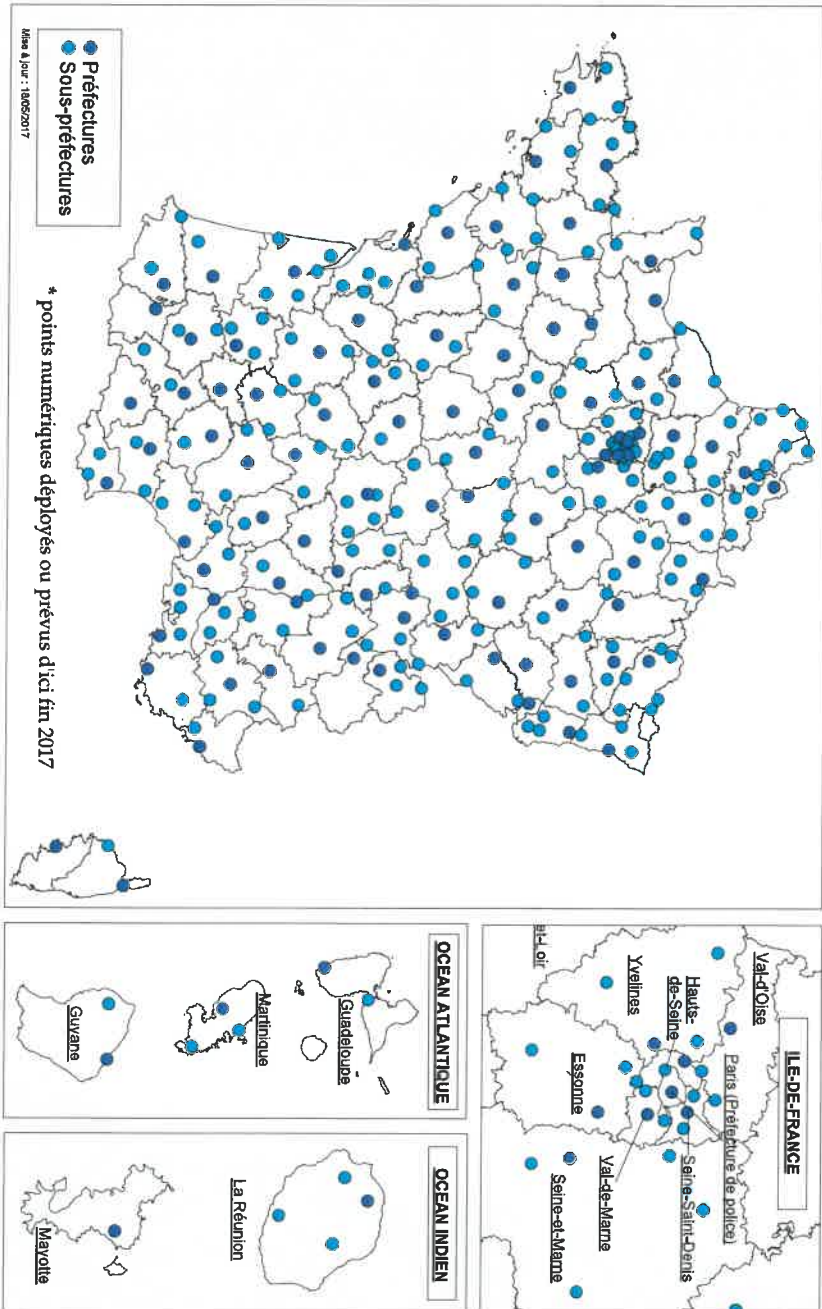 Préfectures
Sous-préfectures
Mise à jour : 18/05/2017
* points numériques déployés ou prévus d'ici fin 2017
ILE-DE-FRANCE
Val-d'Oise
Paris (Préfecture de police)
Hauts-
de-Seine
Seine-Saint-Denis
Yvelines
Val-de-Marne
et-Loir
Essonne
Seine-et-Marne
OCEAN ATLANTIQUE
Guadeloupe
Martinique
Guyane
OCEAN INDIEN
La Réunion
Mayotte